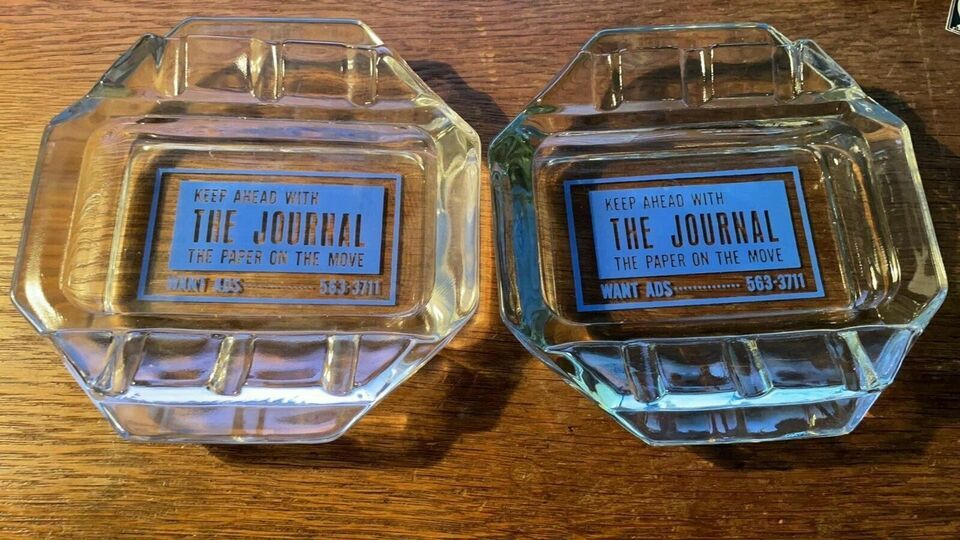 KEEP AHEAD WITH
THE JOURNAL
THE PAPER ON THE MOVE
WANT ADS ············· 563-3711
KEEP AHEAD WITH
THE JOURNAL
THE PAPER ON THE MOVE
WANT ADS ············· 563-3711